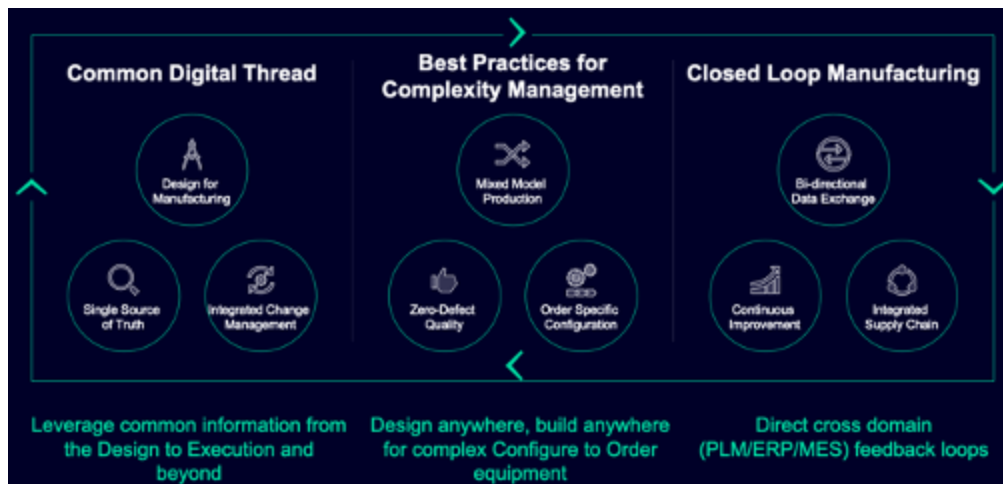 Common Digital Thread
Design for
Manufacturing
Single Source
of Truth
Integrated Change
Management
Leverage common information from
the Design to Execution and
beyond
Best Practices for
Complexity Management
Mixed Model
Production
Zero-Defect
Quality
Order Specific
Configuration
Design anywhere, build anywhere
for complex Configure to Order
equipment
Closed Loop Manufacturing
Bi-directional
Data Exchange
Continuous
Improvement
Integrated
Supply Chain
Direct cross domain
(PLM/ERP/MES) feedback loops